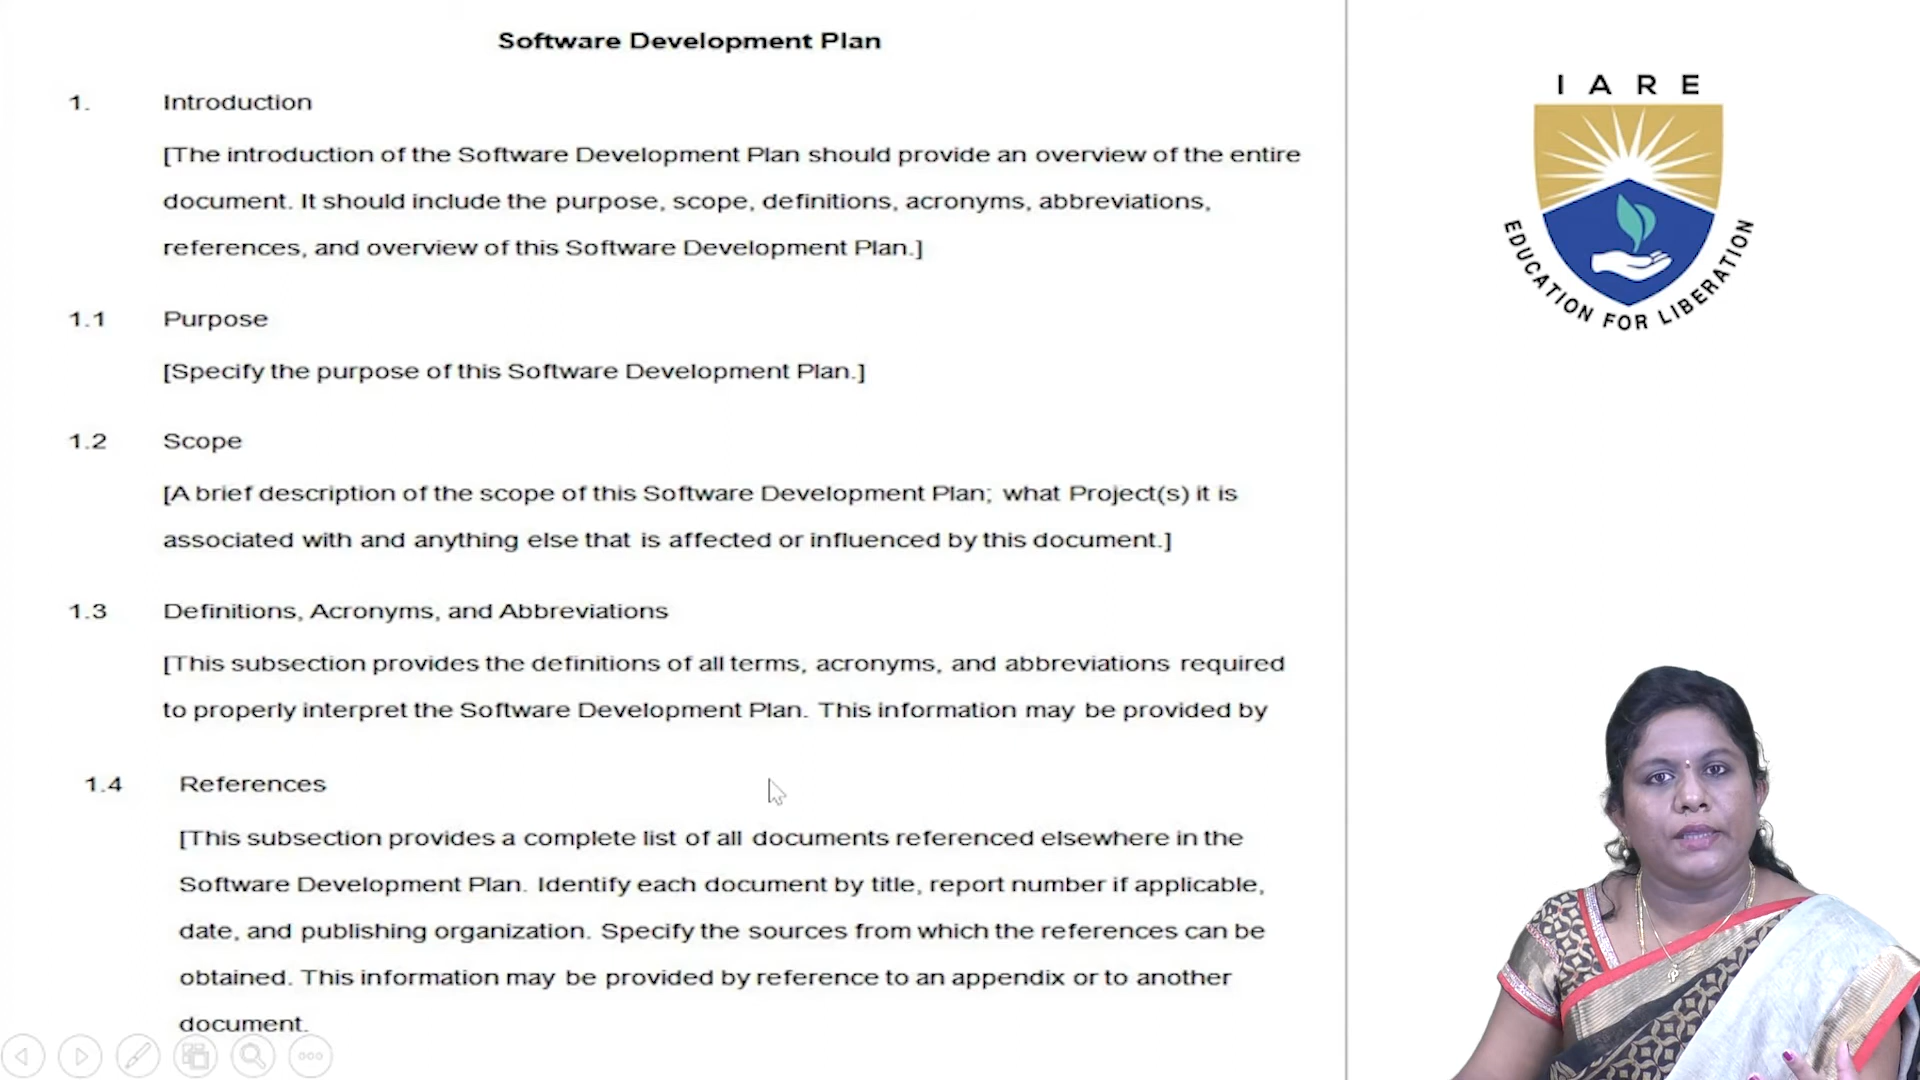 Software Development Plan
1. Introduction
[The introduction of the Software Development Plan should provide an overview of the entire
document. It should include the purpose, scope, definitions, acronyms, abbreviations,
references, and overview of this Software Development Plan.]
1.1 Purpose
[Specify the purpose of this Software Development Plan.]
1.2 Scope
[A brief description of the scope of this Software Development Plan; what Project(s) it is
associated with and anything else that is affected or influenced by this document.]
1.3 Definitions, Acronyms, and Abbreviations
[This subsection provides the definitions of all terms, acronyms, and abbreviations required
to properly interpret the Software Development Plan. This information may be provided by
1.4 References
[This subsection provides a complete list of all documents referenced elsewhere in the
Software Development Plan. Identify each document by title, report number if applicable,
date, and publishing organization. Specify the sources from which the references can be
obtained. This information may be provided by reference to an appendix or to another
document.
IARE
EDUCATION FOR LIBERATION